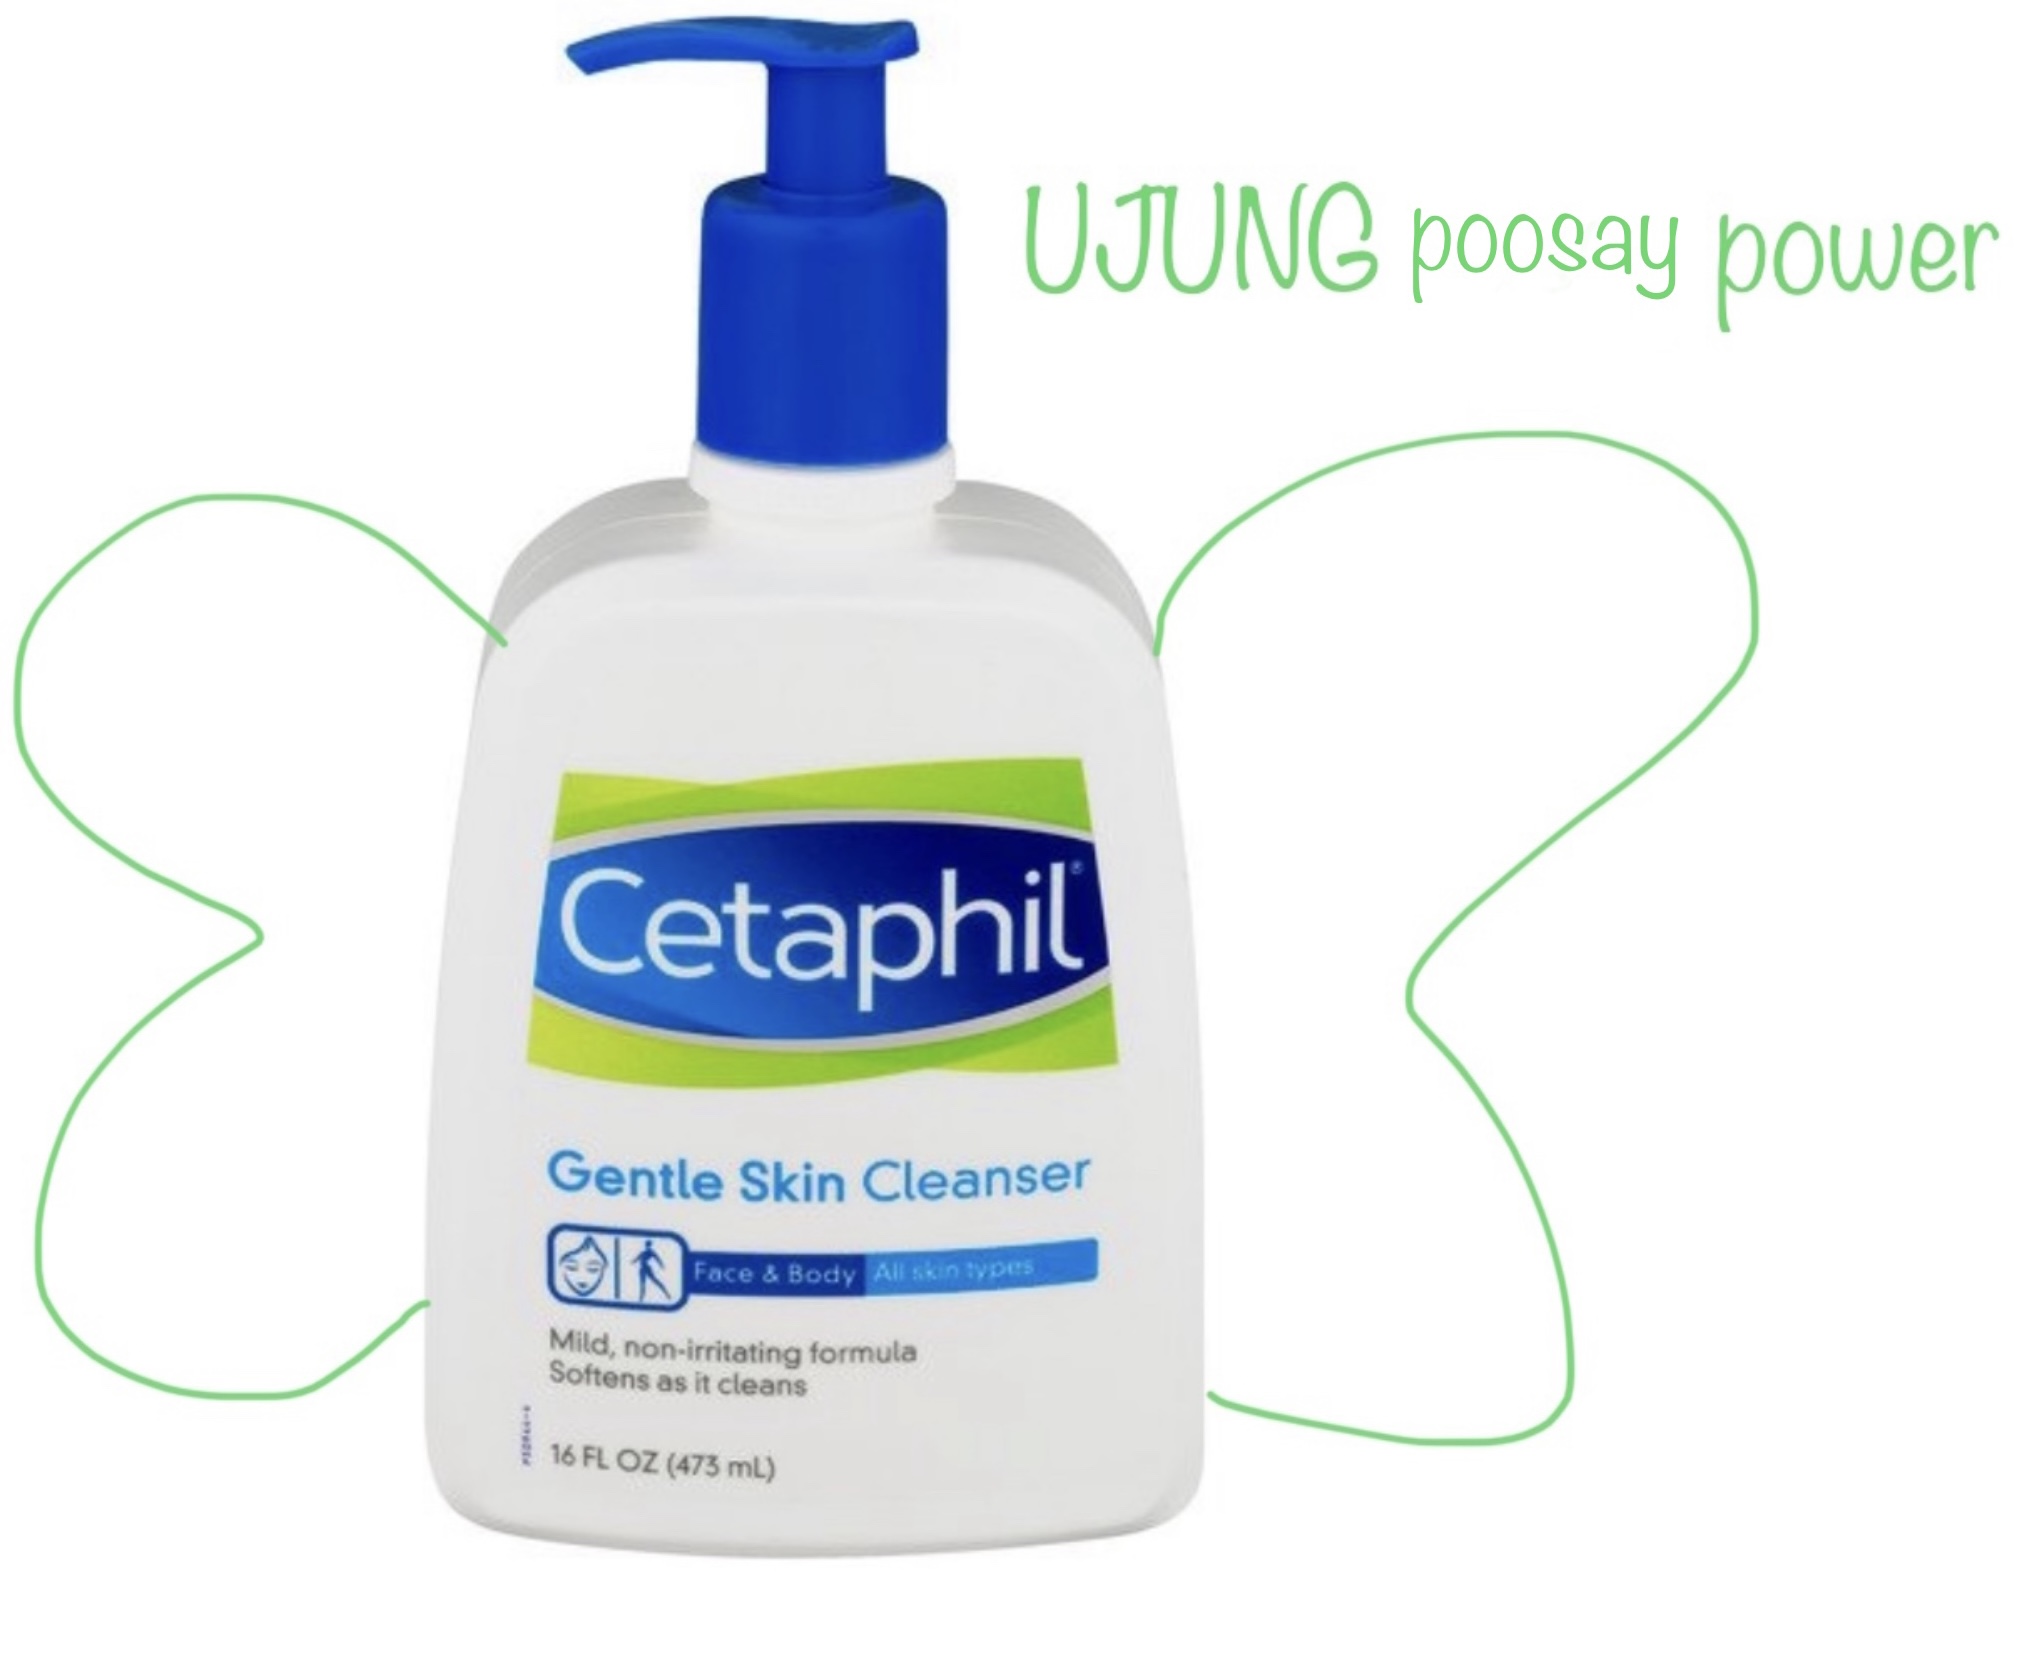 UJUNG poosay power
Cetaphil®
Gentle Skin Cleanser
Face & Body All skin types
Mild, non-irritating formula
Softens as it cleans
16 FL OZ (473 mL)